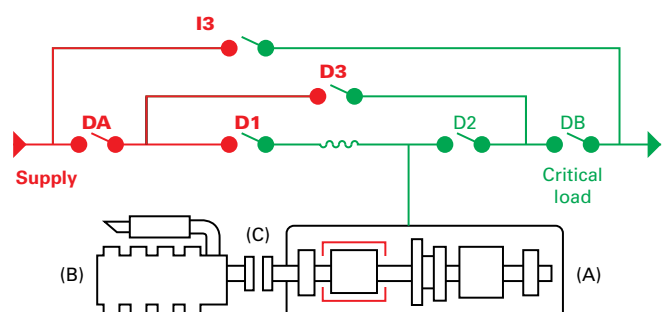 I3
D3
DA
D1
D2
DB
Supply
Critical
load
(C)
(B)
(A)